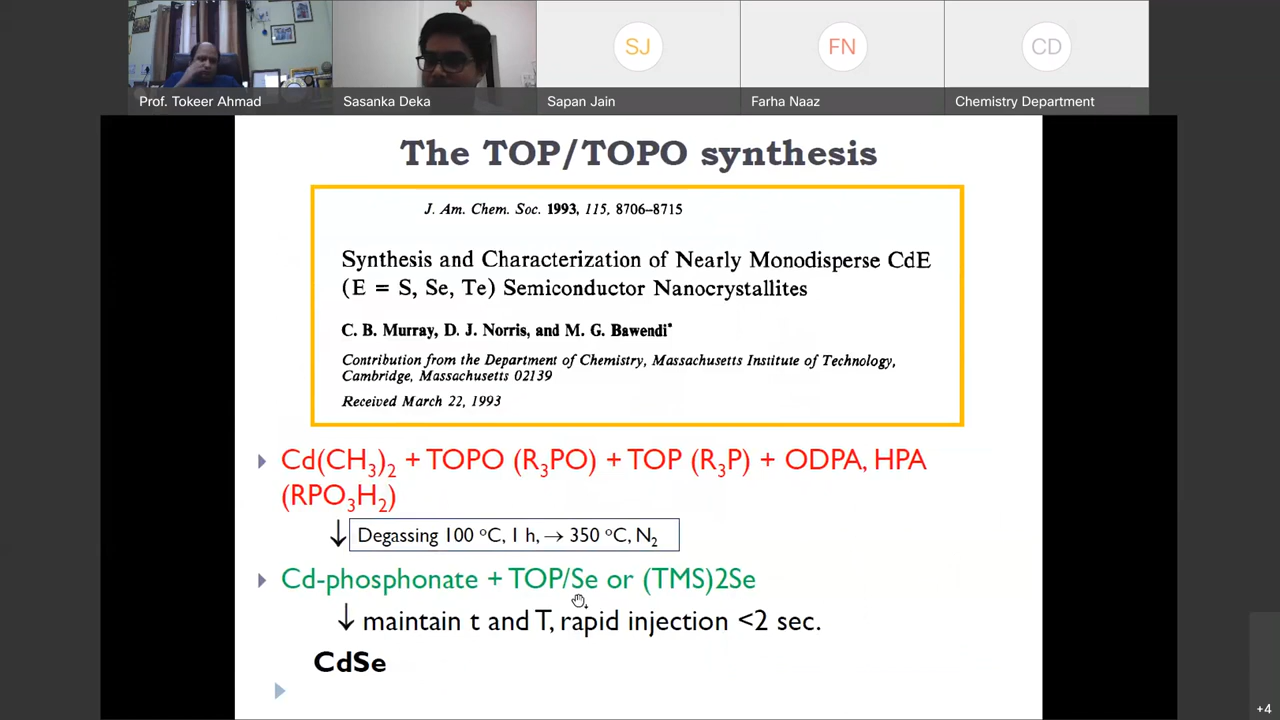 SJ
FN
CD
Prof. Tokeer Ahmad
Sasanka Deka
Sapan Jain
Farha Naaz
Chemistry Department
The TOP/TOPO synthesis
J. Am. Chem. Soc. 1993, 115, 8706–8715
Synthesis and Characterization of Nearly Monodisperse CdE
(E = S, Se, Te) Semiconductor Nanocrystallites
C. B. Murray, D. J. Norris, and M. G. Bawendi*
Contribution from the Department of Chemistry, Massachusetts Institute of Technology,
Cambridge, Massachusetts 02139
Received March 22, 1993
Cd(CH₃)₂ + TOPO (R₃PO) + TOP (R₃P) + ODPA, HPA
(RPO₃H₂)
↓ Degassing 100 °C, 1 h, → 350 °C, N₂
Cd-phosphonate + TOP/Se or (TMS)2Se
↓ maintain t and T, rapid injection <2 sec.
CdSe
+4